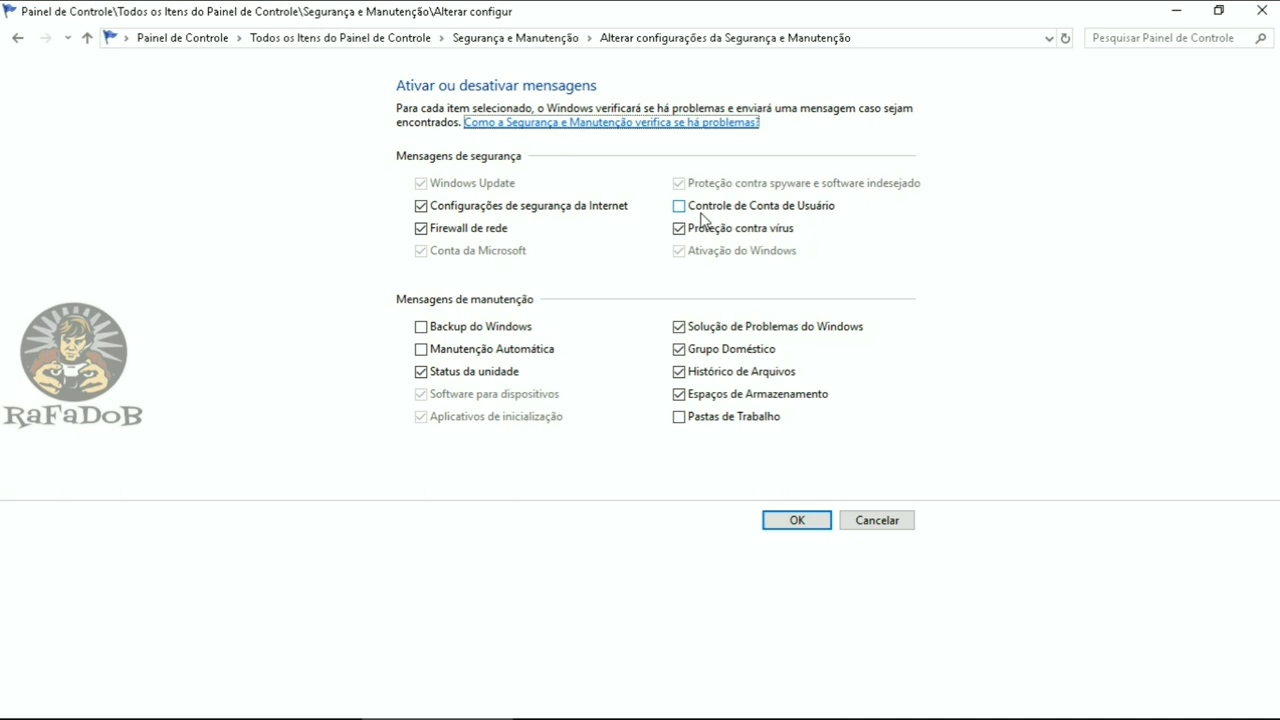 Painel de Controle\Todos os Itens do Painel de Controle\Segurança e Manutenção\Alterar configur
Painel de Controle > Todos os Itens do Painel de Controle > Segurança e Manutenção > Alterar configurações da Segurança e Manutenção
Pesquisar Painel de Controle
Ativar ou desativar mensagens
Para cada item selecionado, o Windows verificará se há problemas e enviará uma mensagem caso sejam
encontrados. Como a Segurança e Manutenção verifica se há problemas?
Mensagens de segurança
Windows Update
Proteção contra spyware e software indesejado
Configurações de segurança da Internet
Controle de Conta de Usuário
Firewall de rede
Proteção contra vírus
Conta da Microsoft
Ativação do Windows
Mensagens de manutenção
Backup do Windows
Solução de Problemas do Windows
Manutenção Automática
Grupo Doméstico
Status da unidade
Histórico de Arquivos
Software para dispositivos
Espaços de Armazenamento
Aplicativos de inicialização
Pastas de Trabalho
RaFaDoB
OK
Cancelar